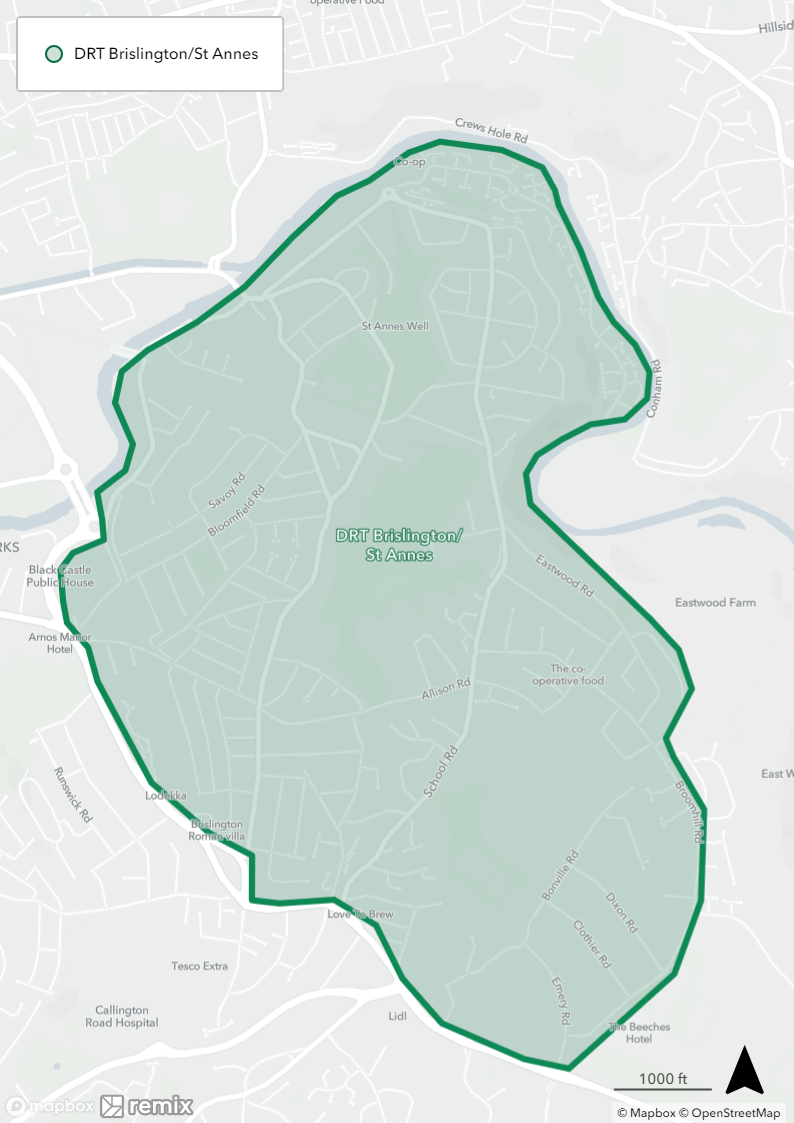 operative Food
Hillside
DRT Brislington/St Annes
Crews Hole Rd
Co-op
St Annes Well
Conham Rd
Savoy Rd
Bloomfield Rd
DRT Brislington/
St Annes
RKS
Black Castle
Public House
Eastwood Rd
Eastwood Farm
Arnos Manor
Hotel
The co-
operative food
Allison Rd
School Rd
East W
Runswick Rd
Lodekka
Broomhill Rd
Brislington
Roman villa
Bonville Rd
Dixon Rd
Love To Brew
Clothier Rd
Tesco Extra
Emery Rd
Callington
Road Hospital
Lidl
The Beeches
Hotel
1000 ft
mapbox
remix
© Mapbox © OpenStreetMap